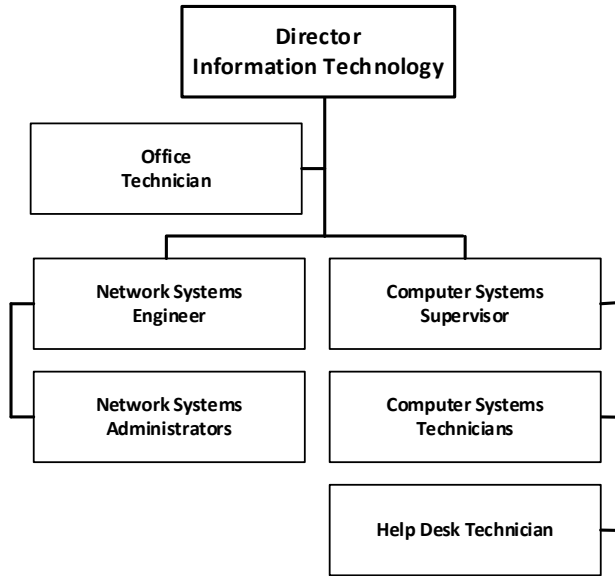 Director
Information Technology
Office
Technician
Network Systems
Engineer
Computer Systems
Supervisor
Network Systems
Administrators
Computer Systems
Technicians
Help Desk Technician